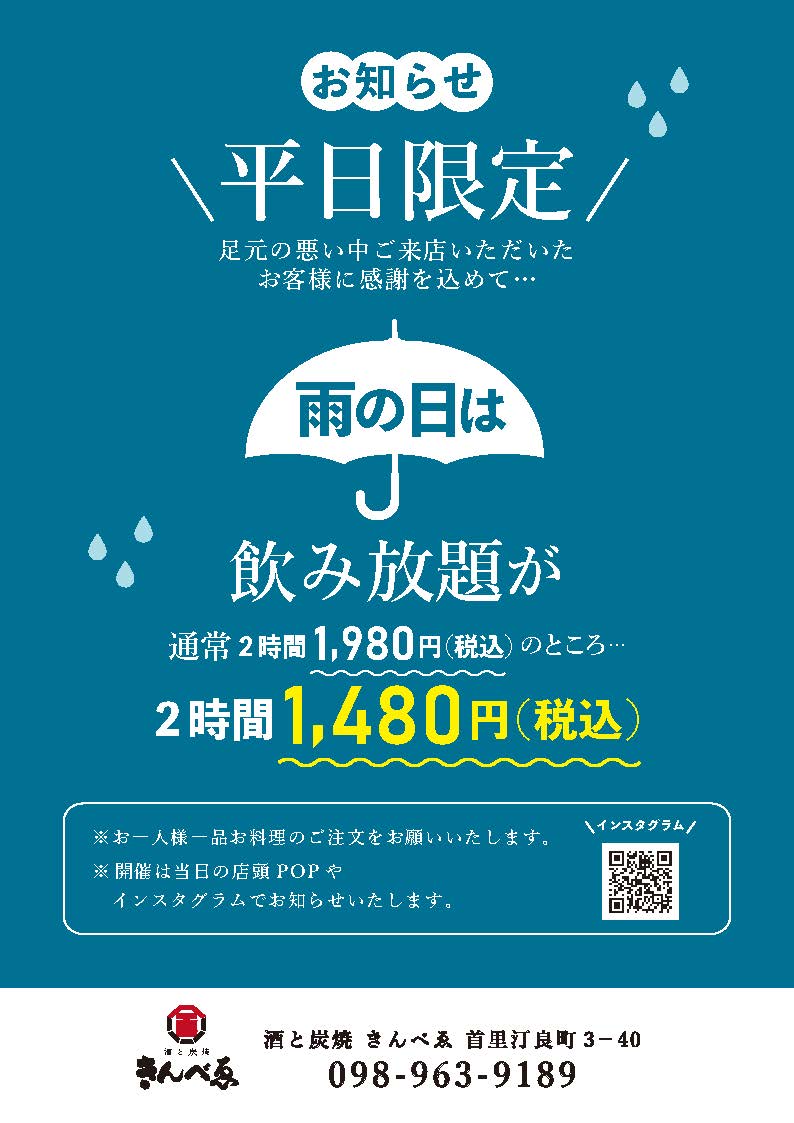 お知らせ
平日限定
足元の悪い中ご来店いただいた
お客様に感謝を込めて…
雨の日は
飲み放題が
通常2時間1,980円(税込)のところ…
2時間1,480円(税込)
※お一人様一品お料理のご注文をお願いいたします。
※開催は当日の店頭POPや
インスタグラムでお知らせいたします。
\インスタグラム/
酒と炭焼
きんべゑ
酒と炭焼 きんべゑ 首里汀良町3-40
098-963-9189